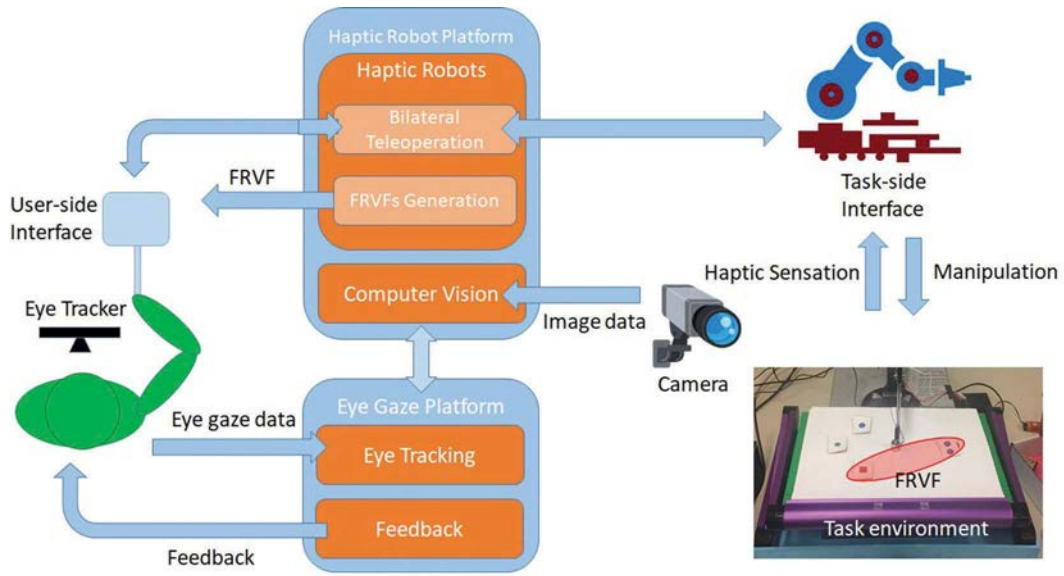 Haptic Robot Platform
Haptic Robots
Bilateral
Teleoperation
FRVF
FRVFs Generation
User-side
Interface
Task-side
Interface
Computer Vision
Image data
Haptic Sensation
Manipulation
Eye Tracker
Camera
Eye Gaze Platform
Eye gaze data
Eye Tracking
Feedback
Feedback
FRVF
Task environment